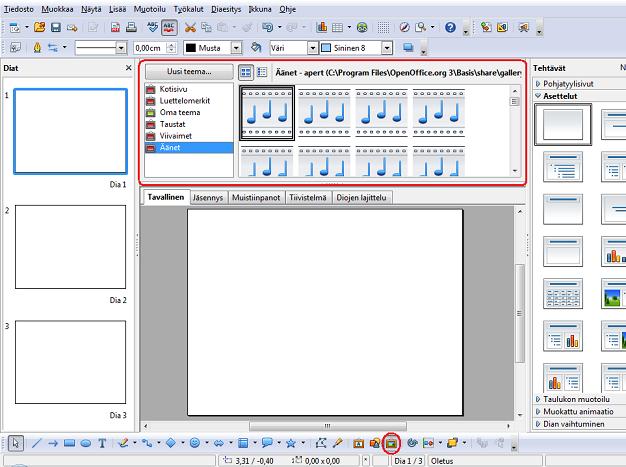 Tiedosto Muokkaa Näytä Lisää Muotoilu Työkalut Diaesitys Ikkuna Ohje
0,00cm Musta Väri Sininen 8
Diat
1
Dia 1
2
Dia 2
3
Dia 3
Uusi teema...
Kotisivu
Luettelomerkit
Oma teema
Taustat
Viivaimet
Äänet
Äänet - apert (C:\Program Files\OpenOffice.org 3\Basis\share\gallery
Tavallinen Jäsennys Muistiinpanot Tiivistelmä Diojen lajittelu
Tehtävät
Pohjatyylisivut
Asettelut
Taulukon muotoilu
Muokattu animaatio
Dian vaihtuminen
3,31 / -0,40 0,00 x 0,00 * Dia 1 / 3 Oletus